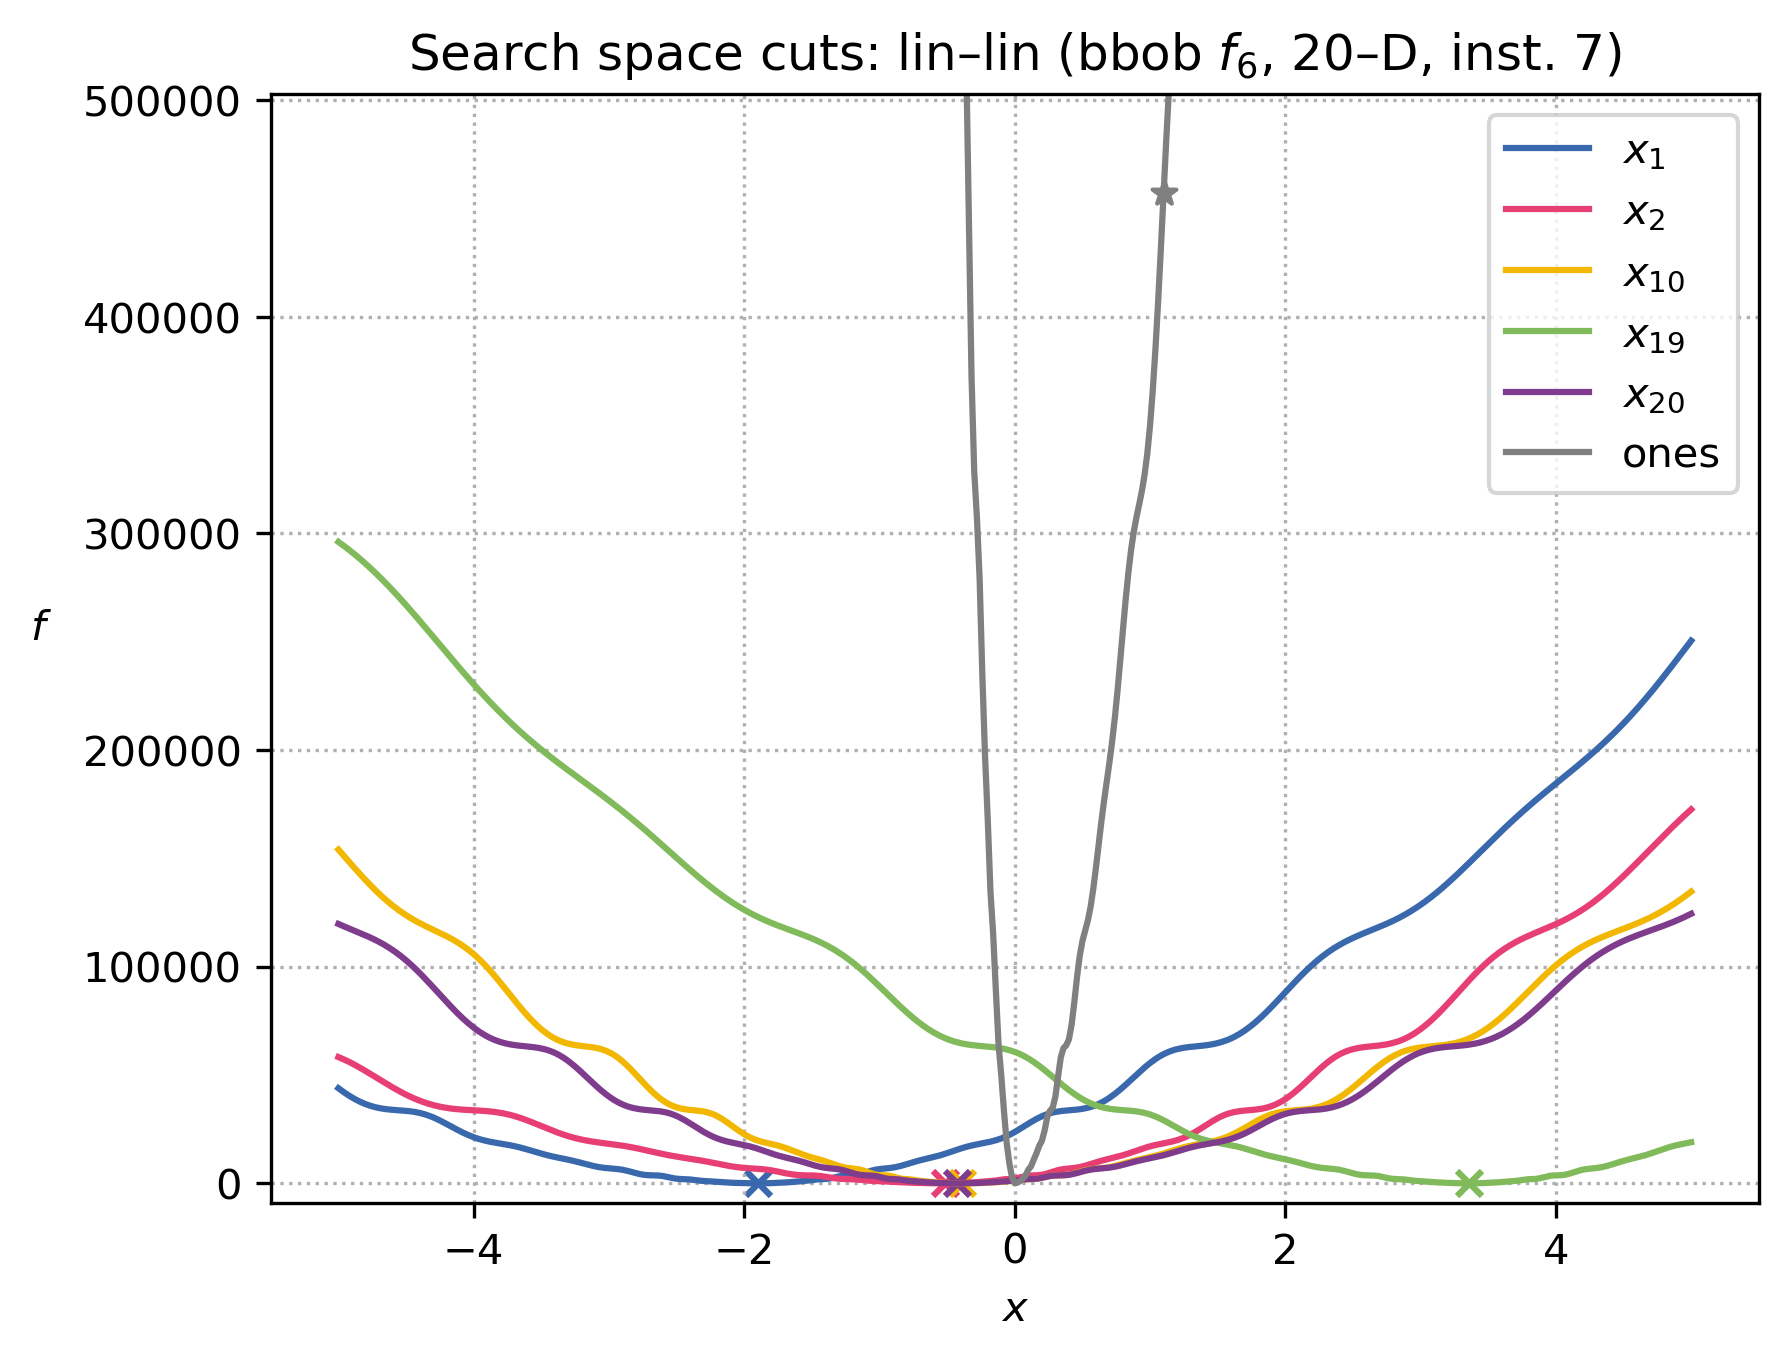 Search space cuts: lin–lin (bbob f₆, 20–D, inst. 7)
500000
400000
300000
200000
100000
0
f
−4
−2
0
2
4
x
x₁
x₂
x₁₀
x₁₉
x₂₀
ones